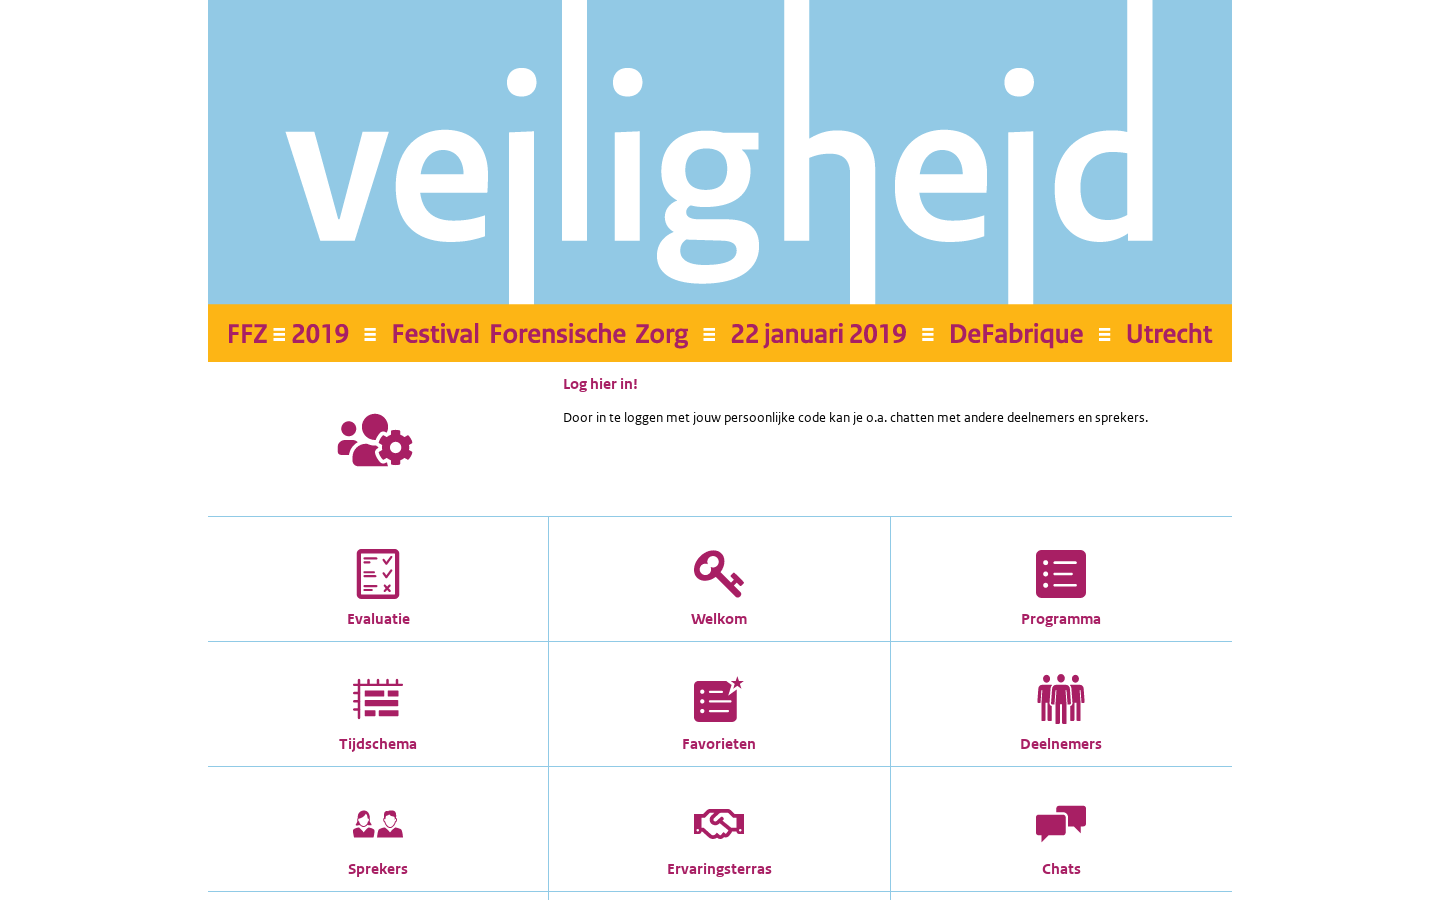 veiligheid
FFZ 2019 Festival Forensische Zorg 22 januari 2019 DeFabrique Utrecht
Log hier in!
Door in te loggen met jouw persoonlijke code kan je o.a. chatten met andere deelnemers en sprekers.
Evaluatie
Welkom
Programma
Tijdschema
Favorieten
Deelnemers
Sprekers
Ervaringsterras
Chats